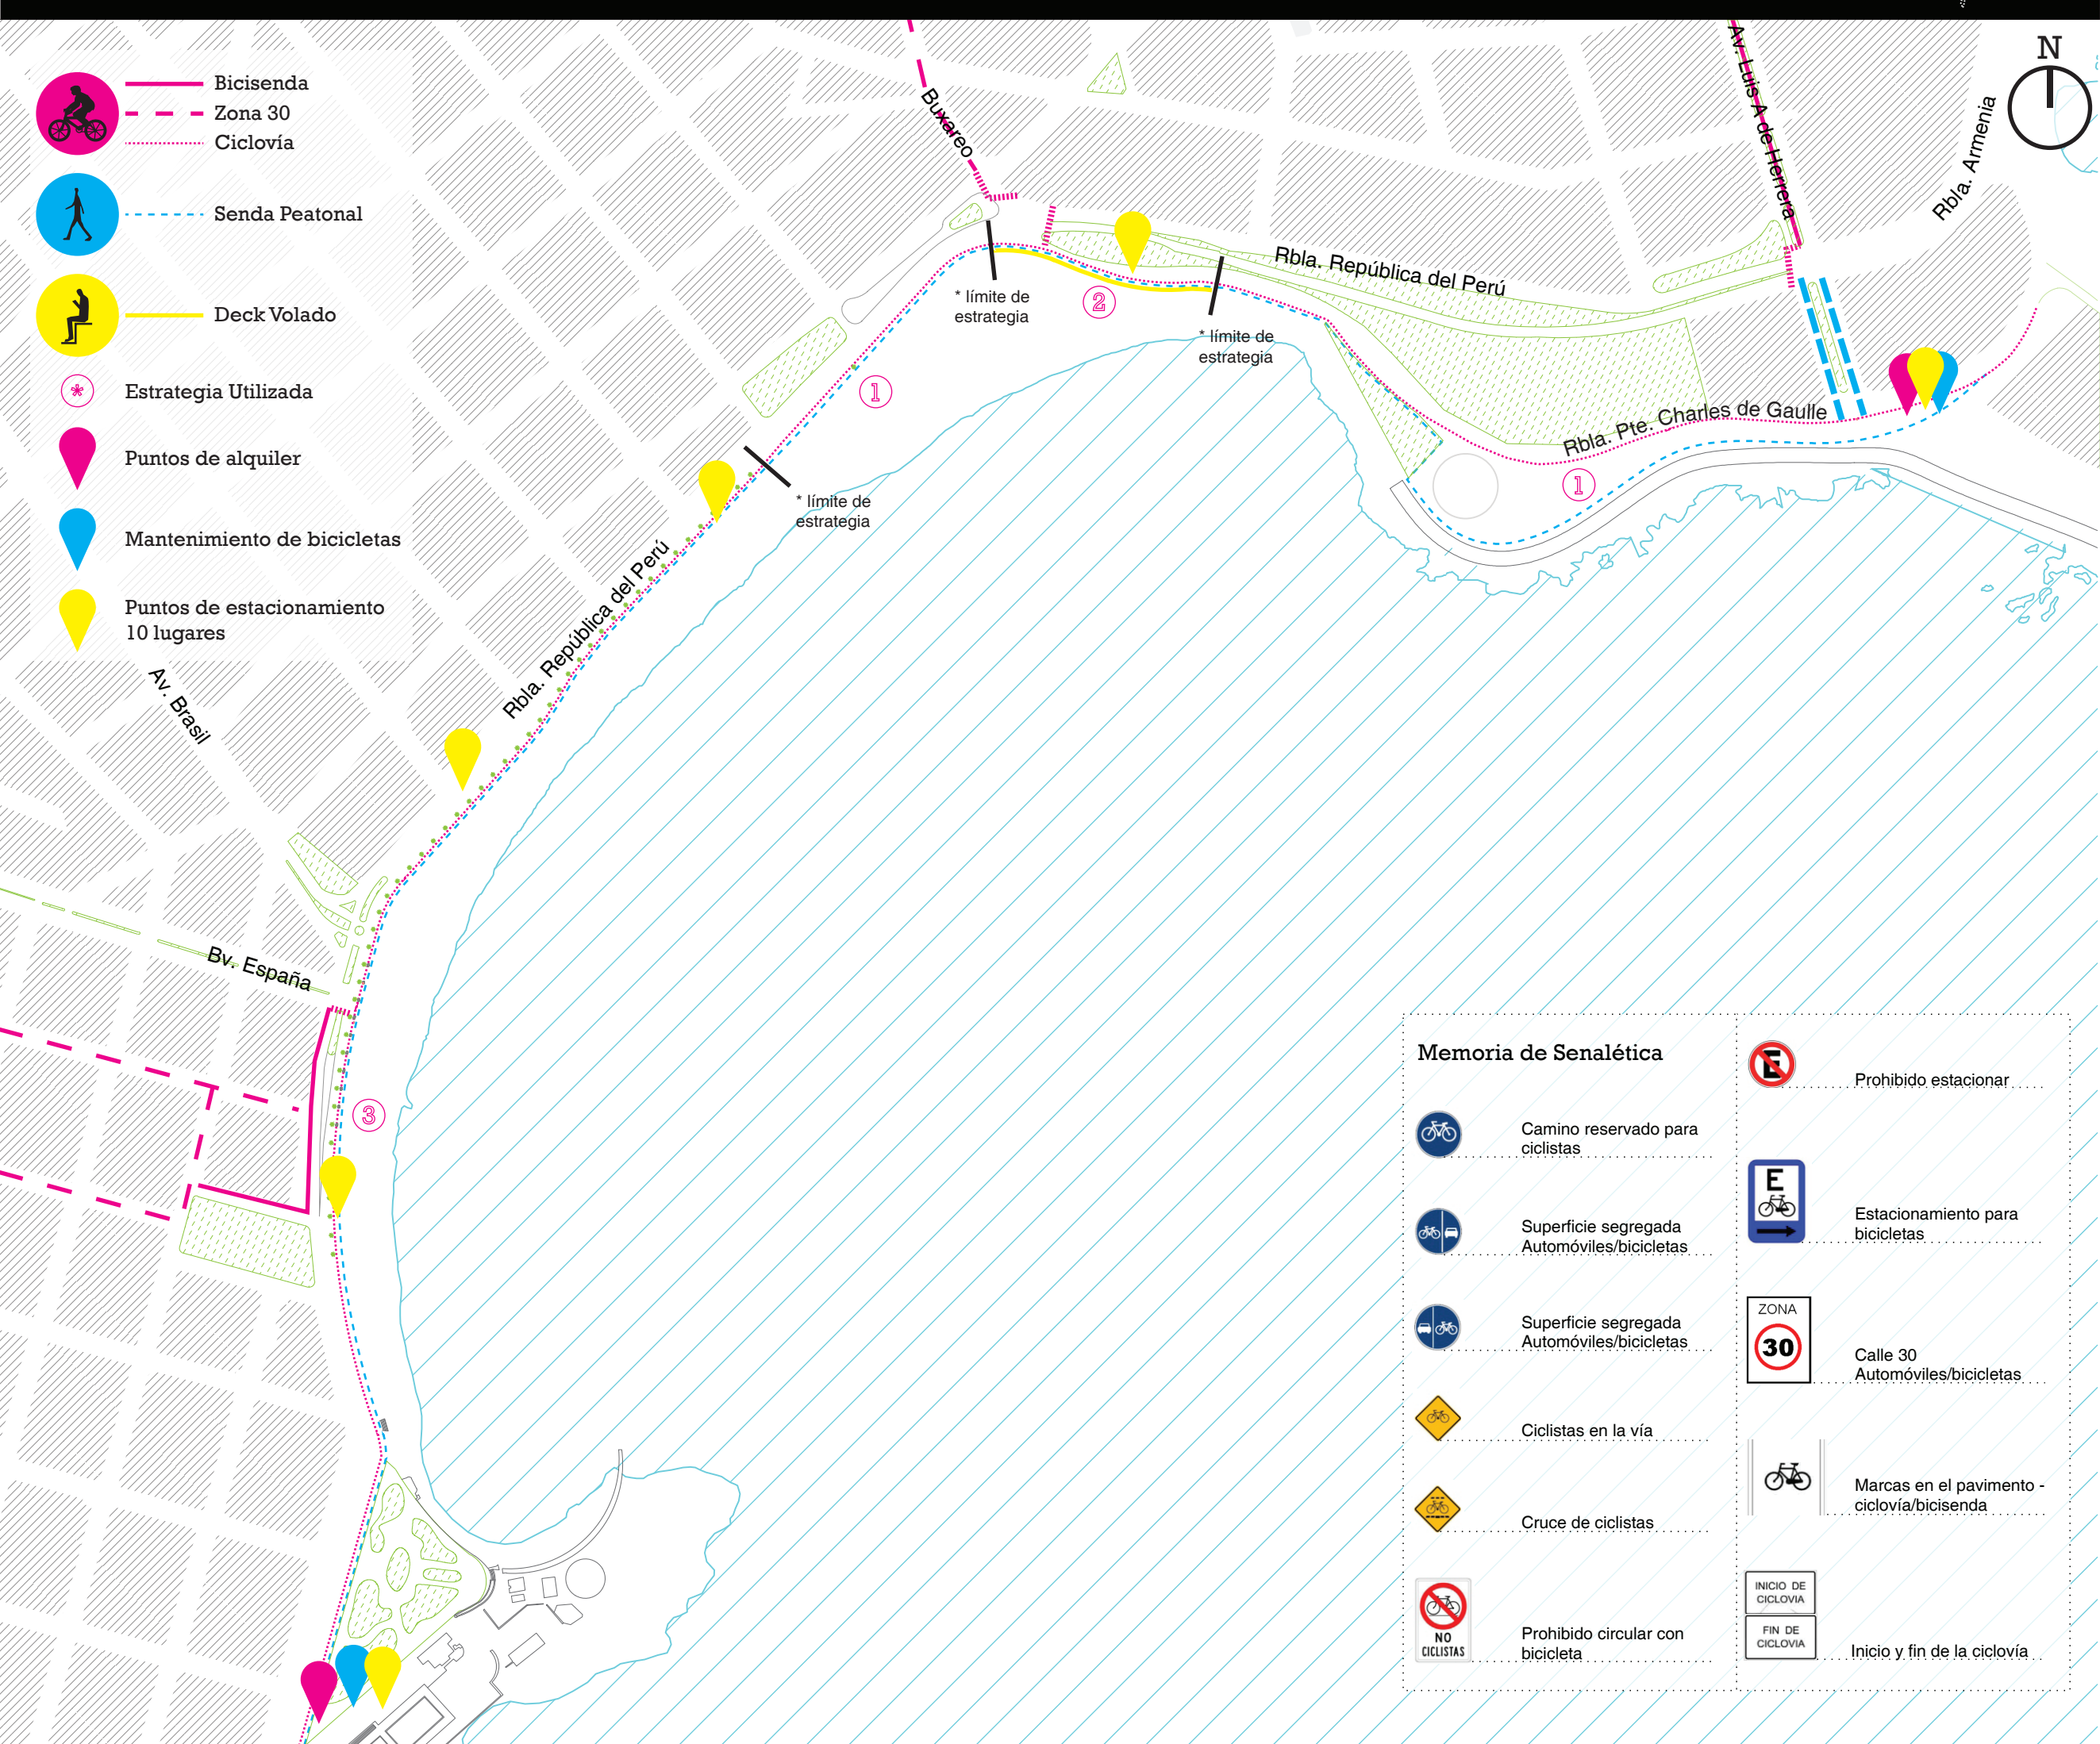 Bicisenda
Zona 30
Ciclovía
Senda Peatonal
Deck Volado
* Estrategia Utilizada
Puntos de alquiler
Mantenimiento de bicicletas
Puntos de estacionamiento
10 lugares
N
Buxareo
Av. Luis A de Herrera
Rbla. Armenia
Rbla. República del Perú
* límite de
estrategia
2
* límite de
estrategia
1
Rbla. Pte. Charles de Gaulle
1
* límite de
estrategia
Rbla. República del Perú
Av. Brasil
Bv. España
3
Memoria de Senalética
Camino reservado para
ciclistas
Superficie segregada
Automóviles/bicicletas
Superficie segregada
Automóviles/bicicletas
Ciclistas en la vía
Cruce de ciclistas
NO
CICLISTAS
Prohibido circular con
bicicleta
E
Prohibido estacionar
E
Estacionamiento para
bicicletas
ZONA
30
Calle 30
Automóviles/bicicletas
Marcas en el pavimento -
ciclovía/bicisenda
INICIO DE
CICLOVIA
FIN DE
CICLOVIA
Inicio y fin de la ciclovía